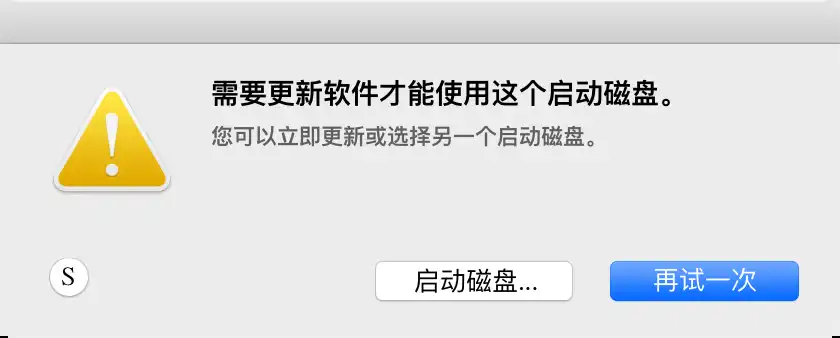 需要更新软件才能使用这个启动磁盘。
您可以立即更新或选择另一个启动磁盘。
S
启动磁盘...
再试一次